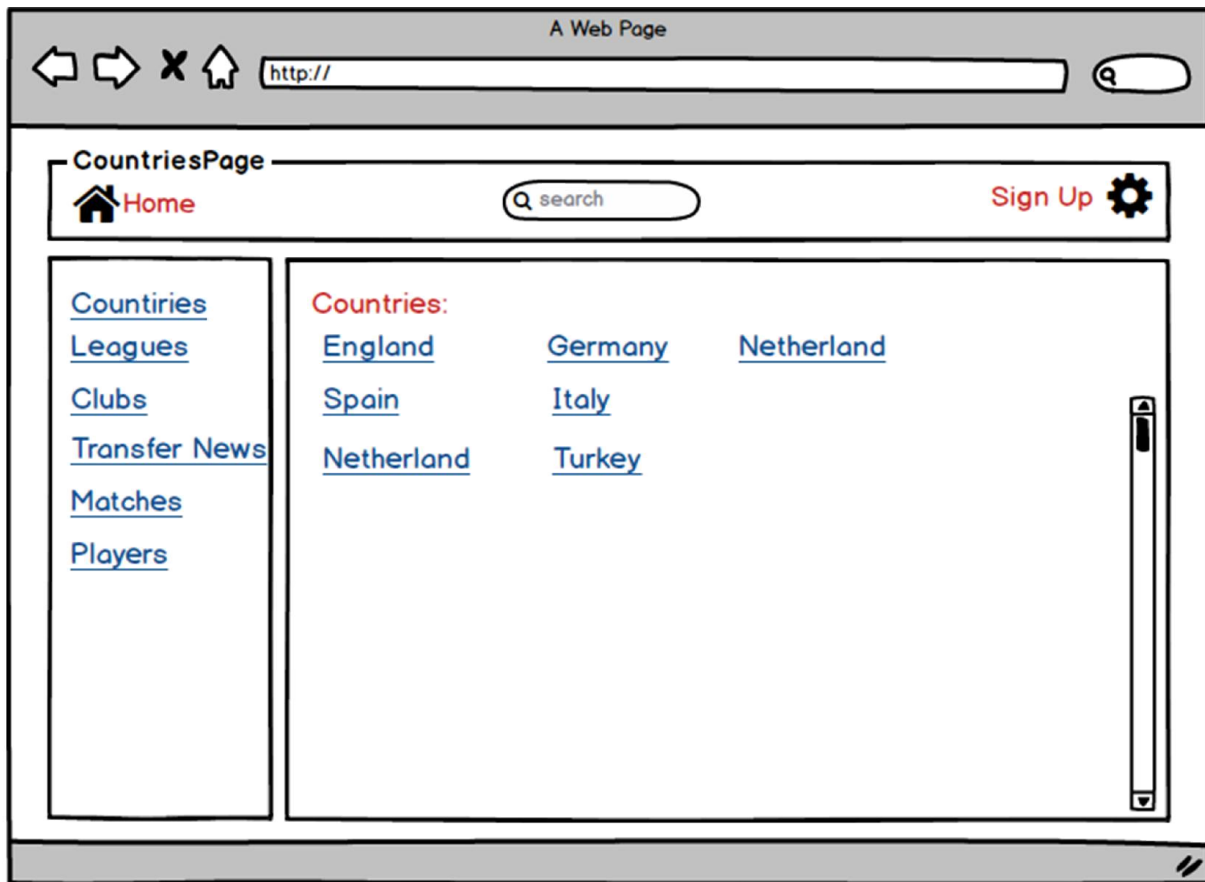 A Web Page
http://
CountriesPage
Home search Sign Up
Countiries
Leagues
Clubs
Transfer News
Matches
Players
Countries:
England Germany Netherland
Spain Italy
Netherland Turkey